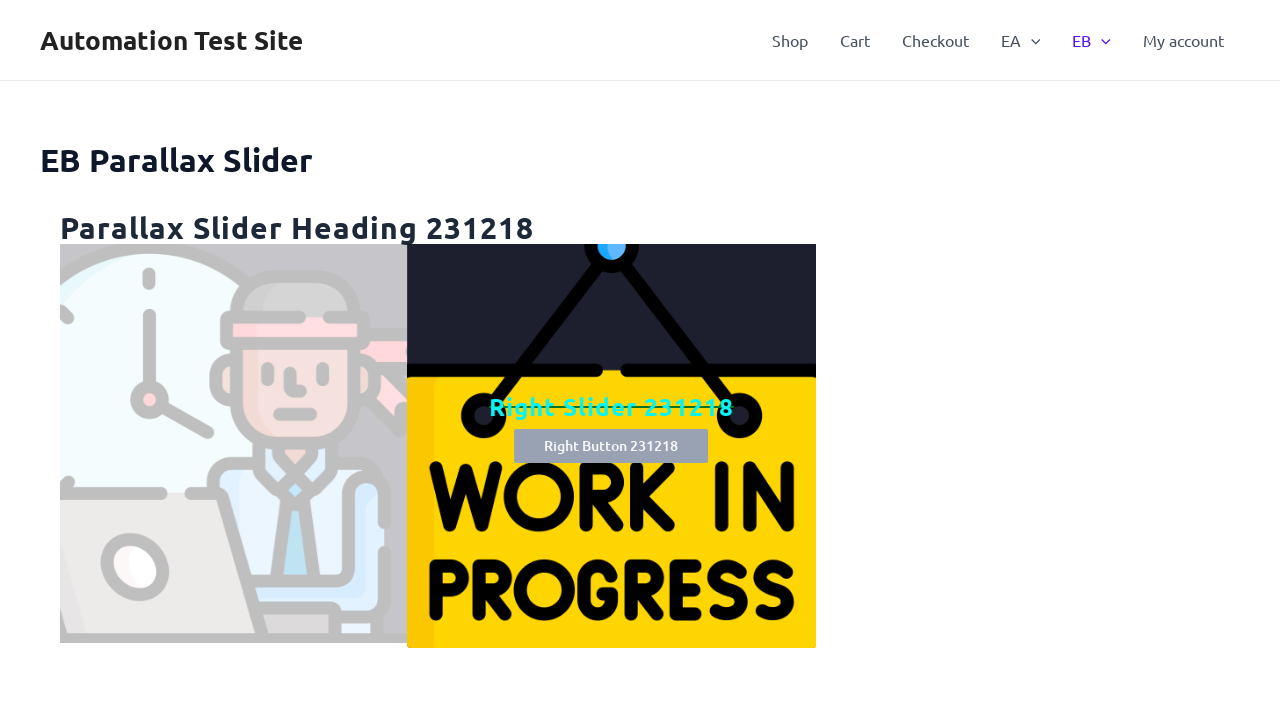 Automation Test Site
Shop
Cart
Checkout
EA
EB
My account
EB Parallax Slider
Parallax Slider Heading 231218
Right Slider 231218
Right Button 231218
WORK IN
PROGRESS